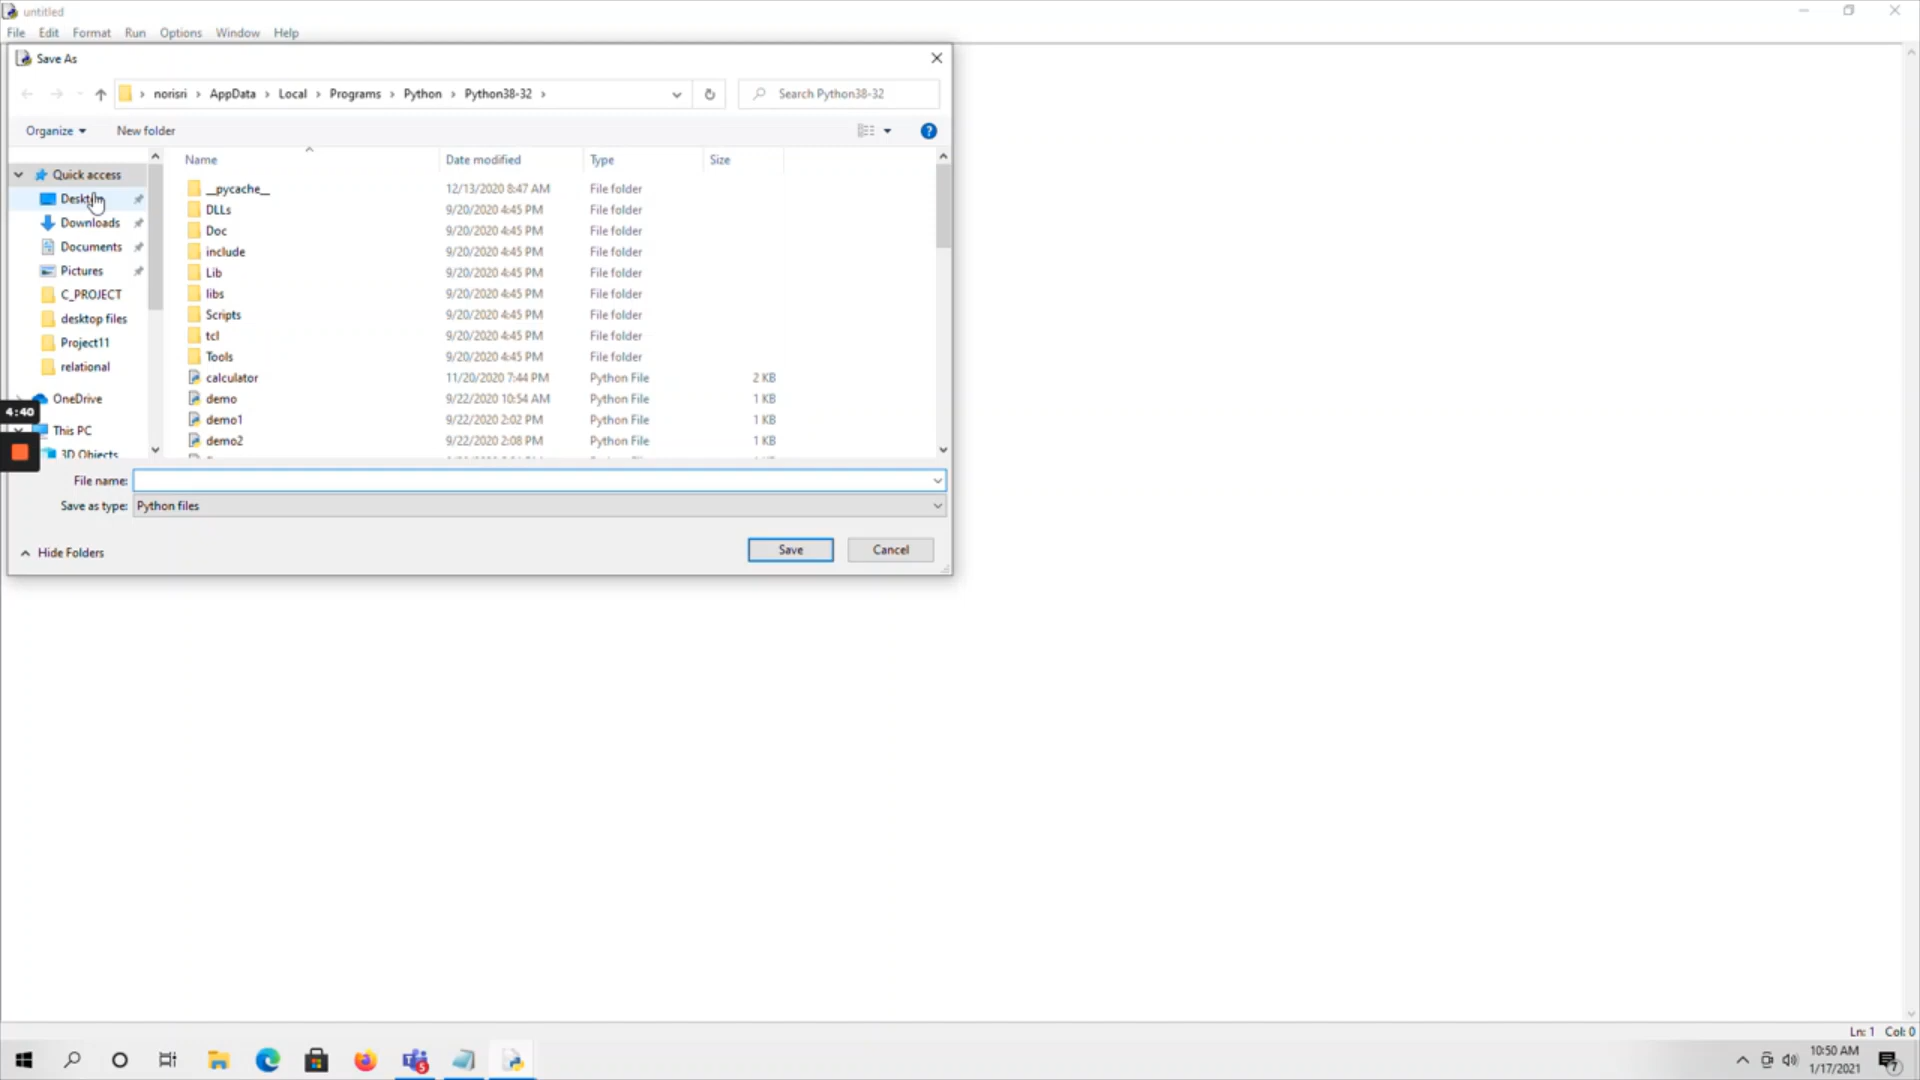 untitled
File Edit Format Run Options Window Help
Save As
norisri AppData Local Programs Python Python38-32
Search Python38-32
Organize New folder
Name Date modified Type Size
Quick access
Desktop
Downloads
Documents
Pictures
C_PROJECT
desktop files
Project11
relational
OneDrive
This PC
3D Objects
__pycache__ 12/13/2020 8:47 AM File folder
DLLs 9/20/2020 4:45 PM File folder
Doc 9/20/2020 4:45 PM File folder
include 9/20/2020 4:45 PM File folder
Lib 9/20/2020 4:45 PM File folder
libs 9/20/2020 4:45 PM File folder
Scripts 9/20/2020 4:45 PM File folder
tcl 9/20/2020 4:45 PM File folder
Tools 9/20/2020 4:45 PM File folder
calculator 11/20/2020 7:44 PM Python File 2 KB
demo 9/22/2020 10:54 AM Python File 1 KB
demo1 9/22/2020 2:02 PM Python File 1 KB
demo2 9/22/2020 2:08 PM Python File 1 KB
4:40
File name:
Save as type: Python files
Hide Folders
Save Cancel
Ln: 1 Col: 0
5
10:50 AM
1/17/2021
7